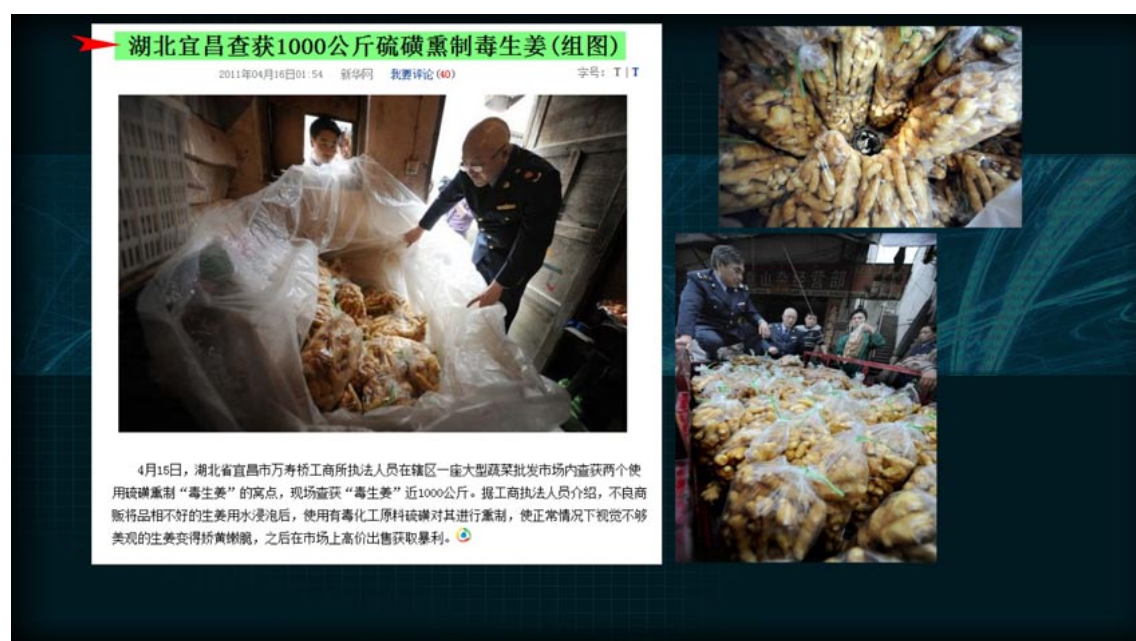 湖北宜昌查获1000公斤硫磺熏制毒生姜(组图)
2011年04月16日01:54 新华网 我要评论(40) 字号：T|T
4月15日，湖北省宜昌市万寿桥工商所执法人员在辖区一座大型蔬菜批发市场内查获两个使
用硫磺熏制“毒生姜”的窝点，现场查获“毒生姜”近1000公斤。据工商执法人员介绍，不良商
贩将品相不好的生姜用水浸泡后，使用有毒化工原料硫磺对其进行熏制，使正常情况下视觉不够
美观的生姜变得娇黄嫩脆，之后在市场上高价出售获取暴利。
山杂经营部